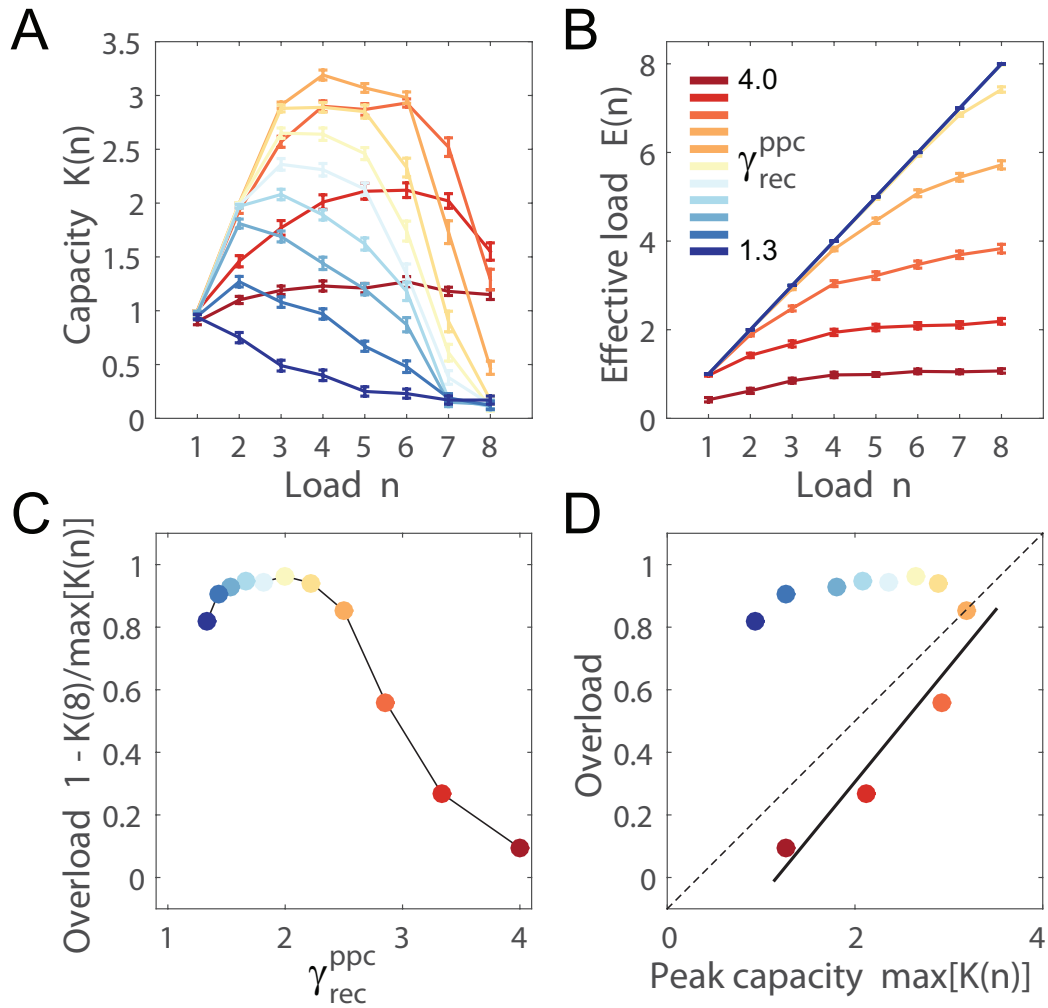 A
Capacity K(n)
3.5
3
2.5
2
1.5
1
0.5
0
1 2 3 4 5 6 7 8
Load n
B
Effective load E(n)
8
6
4
2
0
4.0
γ ppc rec
1.3
1 2 3 4 5 6 7 8
Load n
C
Overload 1 - K(8)/max[K(n)]
1
0.8
0.6
0.4
0.2
0
1 2 3 4
γ ppc rec
D
Overload
1
0.8
0.6
0.4
0.2
0
0 2 4
Peak capacity max[K(n)]